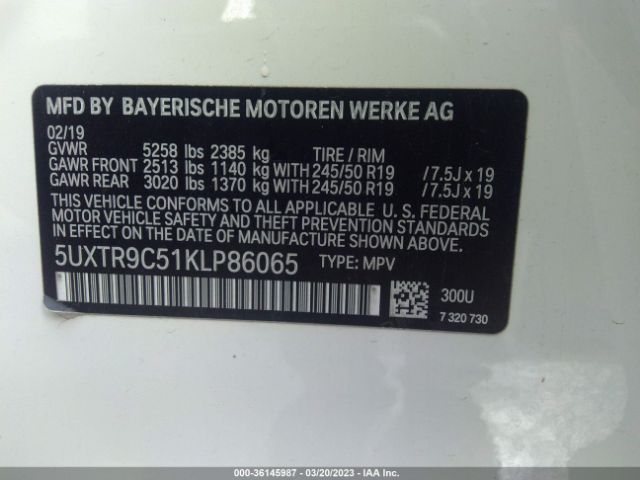 MFD BY BAYERISCHE MOTOREN WERKE AG
02/19
GVWR 5258 lbs 2385 kg TIRE / RIM
GAWR FRONT 2513 lbs 1140 kg WITH 245/50 R19 /7.5J x 19
GAWR REAR 3020 lbs 1370 kg WITH 245/50 R19 /7.5J x 19
THIS VEHICLE CONFORMS TO ALL APPLICABLE U. S. FEDERAL
MOTOR VEHICLE SAFETY AND THEFT PREVENTION STANDARDS
IN EFFECT ON THE DATE OF MANUFACTURE SHOWN ABOVE.
5UXTR9C51KLP86065 TYPE: MPV
300U
7 320 730
000-36145987 - 03/20/2023 - IAA Inc.